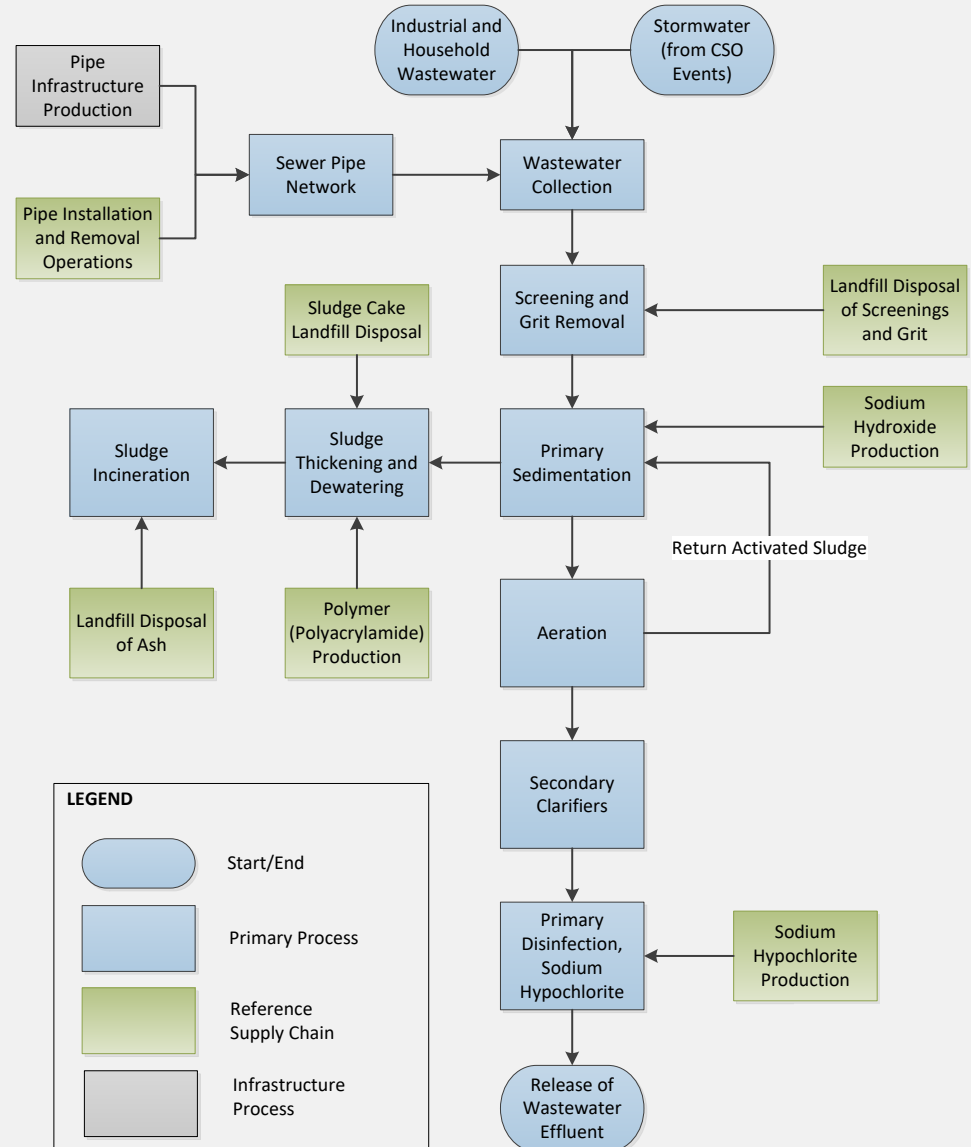 Industrial and
Household
Wastewater
Stormwater
(from CSO
Events)
Pipe
Infrastructure
Production
Sewer Pipe
Network
Wastewater
Collection
Pipe Installation
and Removal
Operations
Screening and
Grit Removal
Landfill Disposal
of Screenings
and Grit
Sludge Cake
Landfill Disposal
Sodium
Hydroxide
Production
Sludge
Incineration
Sludge
Thickening and
Dewatering
Primary
Sedimentation
Return Activated Sludge
Landfill Disposal
of Ash
Polymer
(Polyacrylamide)
Production
Aeration
Secondary
Clarifiers
Primary
Disinfection,
Sodium
Hypochlorite
Sodium
Hypochlorite
Production
Release of
Wastewater
Effluent
LEGEND
Start/End
Primary Process
Reference
Supply Chain
Infrastructure
Process